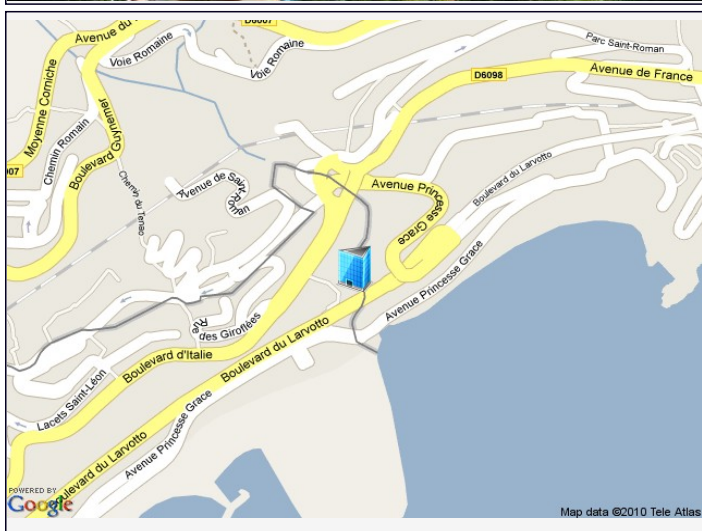 D6007
Avenue du
Voie Romaine
Voie Romaine
Parc Saint-Roman
D6098
Avenue de France
Moyenne Corniche
Chemin Romain
Boulevard Guynemer
007
Chemin du Tenao
Avenue de Saint-Roman
Avenue Princesse Grace
Boulevard du Larvotto
Avenue Princesse Grace
Rue des Giroflées
Boulevard d'Italie
Boulevard du Larvotto
Lacets Saint-Léon
Avenue Princesse Grace
Boulevard du Larvotto
POWERED BY
Google
Map data ©2010 Tele Atlas